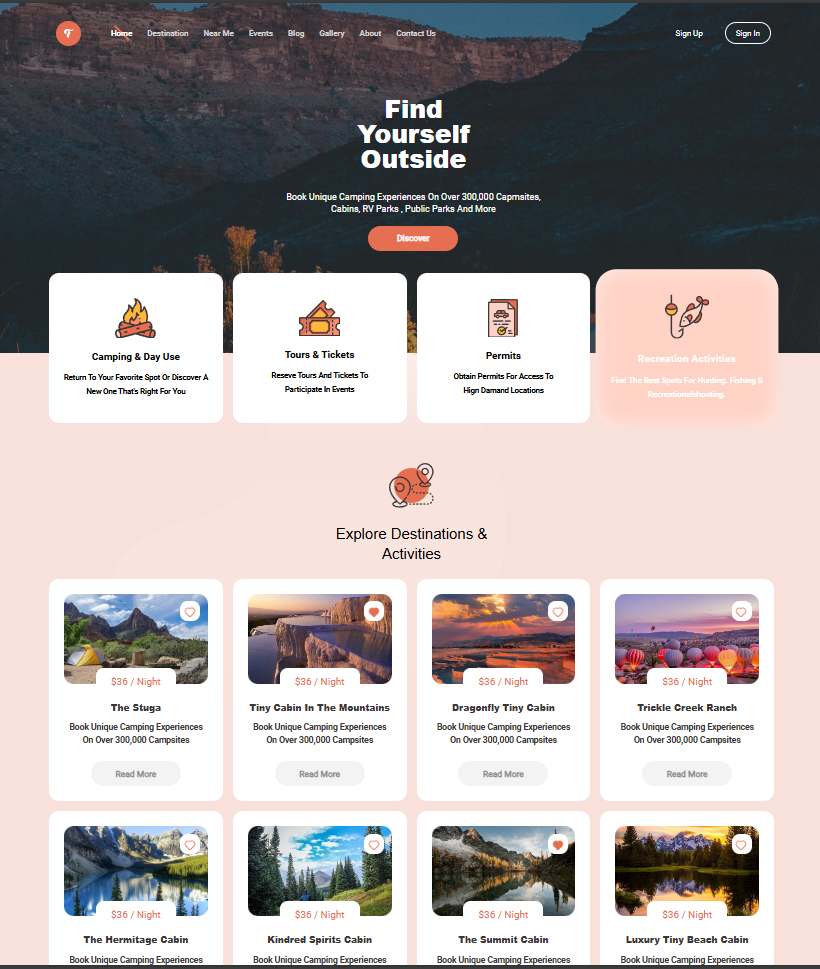 T
Home Destination Near Me Events Blog Gallery About Contact Us Sign Up Sign In
Find
Yourself
Outside
Book Unique Camping Experiences On Over 300,000 Capmsites,
Cabins, RV Parks , Public Parks And More
Discover
Camping & Day Use
Return To Your Favorite Spot Or Discover A
New One That's Right For You
Tours & Tickets
Reseve Tours And Tickets To
Participate In Events
Permits
Obtain Permits For Access To
Hign Damand Locations
Recreation Activities
Find The Best Spots For Hunting. Fishing S
Recreationalshooting.
Explore Destinations &
Activities
$36 / Night
The Stuga
Book Unique Camping Experiences
On Over 300,000 Campsites
Read More
$36 / Night
Tiny Cabin In The Mountains
Book Unique Camping Experiences
On Over 300,000 Campsites
Read More
$36 / Night
Dragonfly Tiny Cabin
Book Unique Camping Experiences
On Over 300,000 Campsites
Read More
$36 / Night
Trickle Creek Ranch
Book Unique Camping Experiences
On Over 300,000 Campsites
Read More
$36 / Night
The Hermitage Cabin
Book Unique Camping Experiences
$36 / Night
Kindred Spirits Cabin
Book Unique Camping Experiences
$36 / Night
The Summit Cabin
Book Unique Camping Experiences
$36 / Night
Luxury Tiny Beach Cabin
Book Unique Camping Experiences